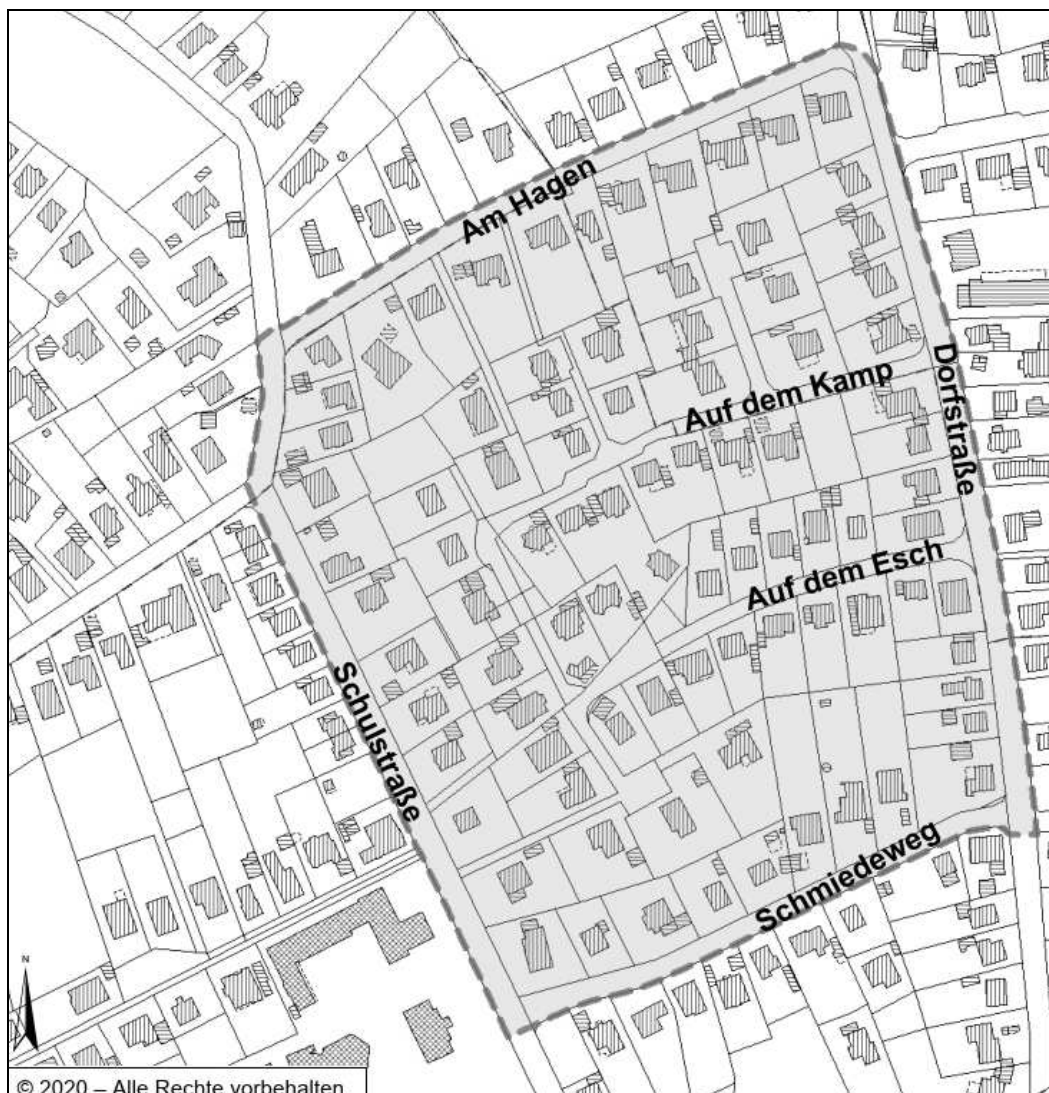 Am Hagen
Auf dem Kamp
Dorfstraße
Auf dem Esch
Schulstraße
Schmiedeweg
N
© 2020 – Alle Rechte vorbehalten